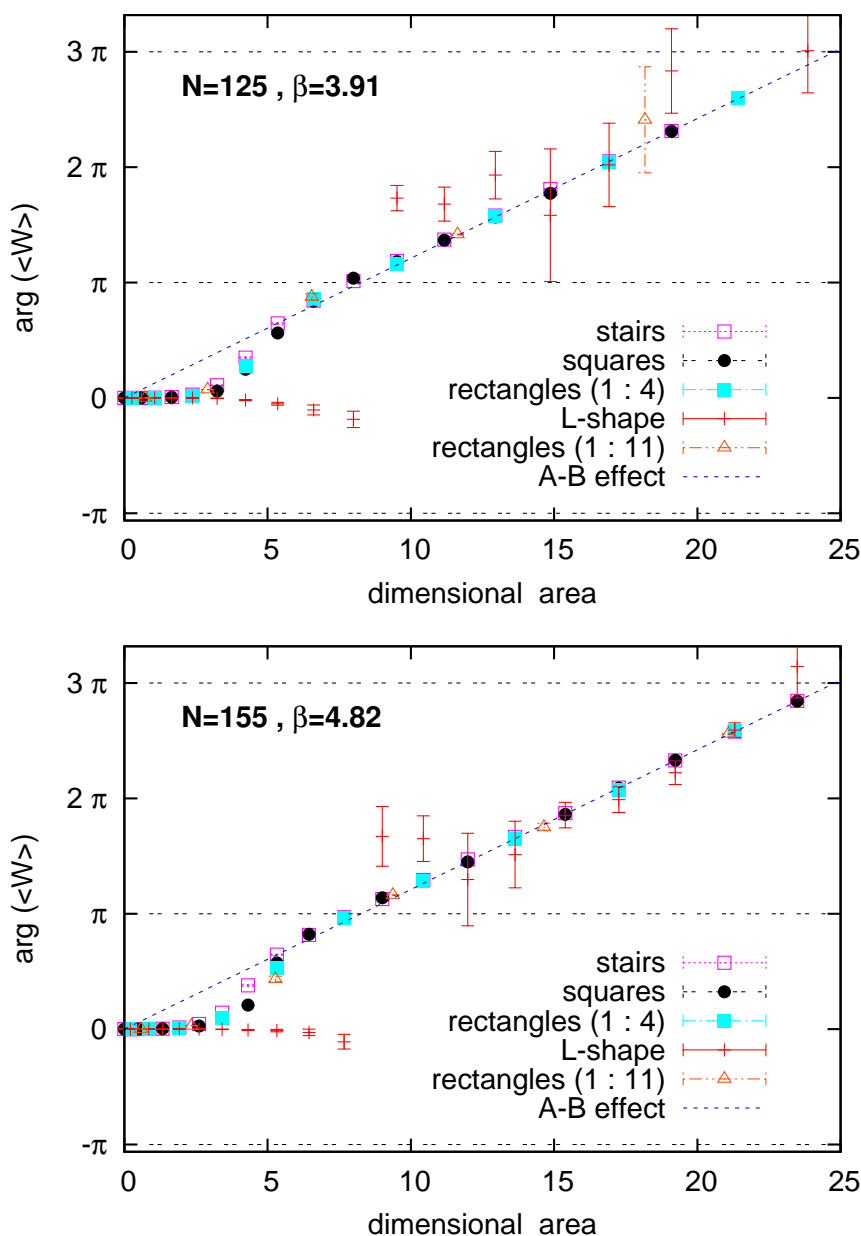 3 π
N=125 , β=3.91
2 π
arg (<W>)
π
stairs
squares
rectangles (1 : 4)
0
L-shape
rectangles (1 : 11)
A-B effect
-π
0 5 10 15 20 25
dimensional area
3 π
N=155 , β=4.82
2 π
arg (<W>)
π
stairs
squares
rectangles (1 : 4)
0
L-shape
rectangles (1 : 11)
A-B effect
-π
0 5 10 15 20 25
dimensional area